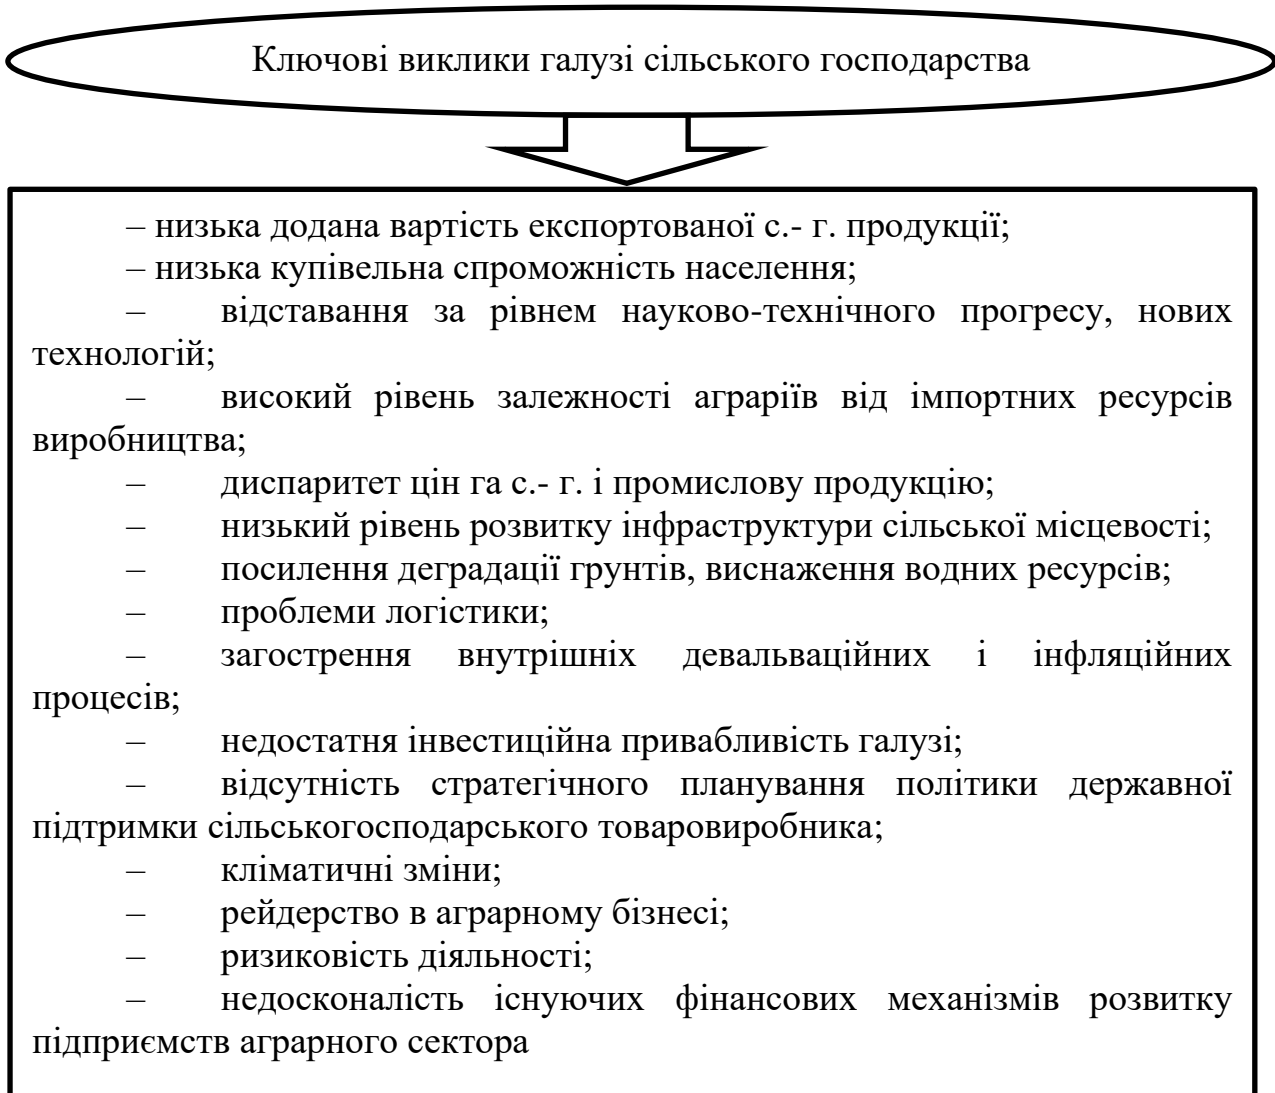 Ключові виклики галузі сільського господарства
– низька додана вартість експортованої с.- г. продукції;
– низька купівельна спроможність населення;
– відставання за рівнем науково-технічного прогресу, нових
технологій;
– високий рівень залежності аграріїв від імпортних ресурсів
виробництва;
– диспаритет цін га с.- г. і промислову продукцію;
– низький рівень розвитку інфраструктури сільської місцевості;
– посилення деградації грунтів, виснаження водних ресурсів;
– проблеми логістики;
– загострення внутрішніх девальваційних і інфляційних
процесів;
– недостатня інвестиційна привабливість галузі;
– відсутність стратегічного планування політики державної
підтримки сільськогосподарського товаровиробника;
– кліматичні зміни;
– рейдерство в аграрному бізнесі;
– ризиковість діяльності;
– недосконалість існуючих фінансових механізмів розвитку
підприємств аграрного сектора